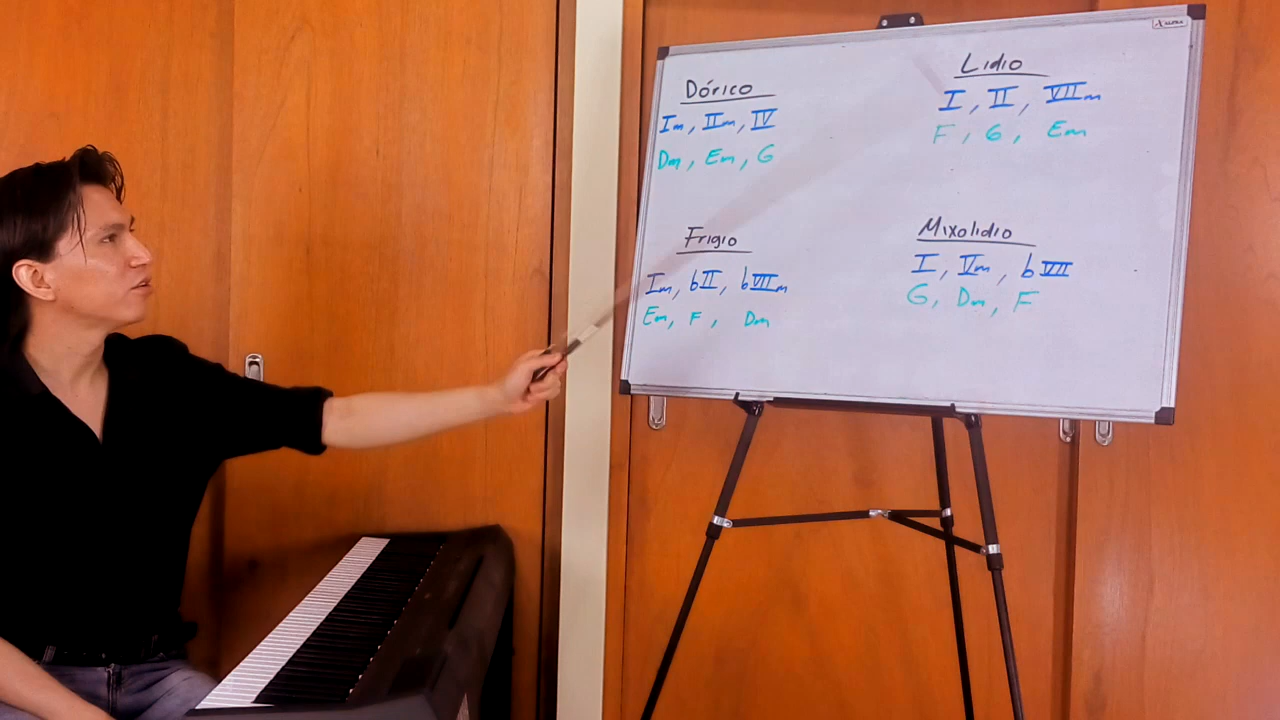 Dórico
Im, IIm, IV
Dm, Em, G
Frigio
Im, bII, bVIIm
Em, F, Dm
Lidio
I, II, VIIm
F, G, Em
Mixolidio
I, Vm, bVII
G, Dm, F